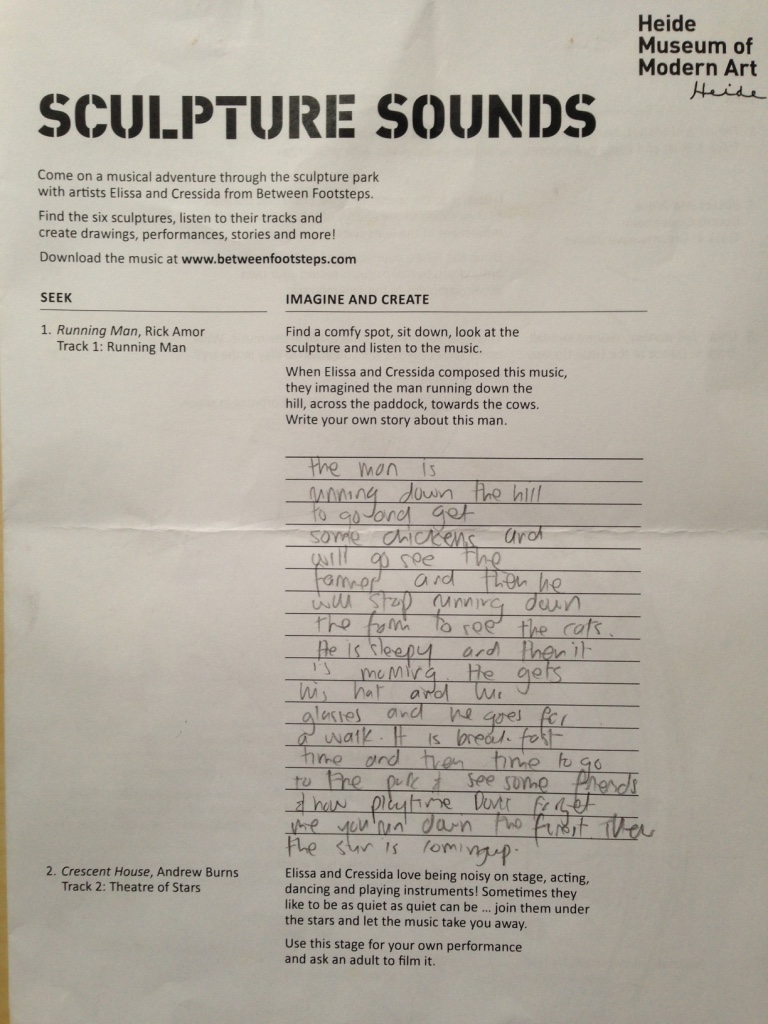 Heide
Museum of
Modern Art
Heide
SCULPTURE SOUNDS
Come on a musical adventure through the sculpture park
with artists Elissa and Cressida from Between Footsteps.
Find the six sculptures, listen to their tracks and
create drawings, performances, stories and more!
Download the music at www.betweenfootsteps.com
SEEK
IMAGINE AND CREATE
1. Running Man, Rick Amor
Track 1: Running Man
Find a comfy spot, sit down, look at the
sculpture and listen to the music.
When Elissa and Cressida composed this music,
they imagined the man running down the
hill, across the paddock, towards the cows.
Write your own story about this man.
the man is
running down the hill
to go and get
some chickens and
will go see the
farmer and then he
will stop running down
the farm to see the cats.
He is sleepy and then it
is morning. He gets
his hat and his
glasses and he goes for
a walk. It is break-fast
time and then time to go
to the park & see some friends
& have playtime Dont forget
me you run down the forest Then
the sun is coming up.
2. Crescent House, Andrew Burns
Track 2: Theatre of Stars
Elissa and Cressida love being noisy on stage, acting,
dancing and playing instruments! Sometimes they
like to be as quiet as quiet can be ... join them under
the stars and let the music take you away.
Use this stage for your own performance
and ask an adult to film it.